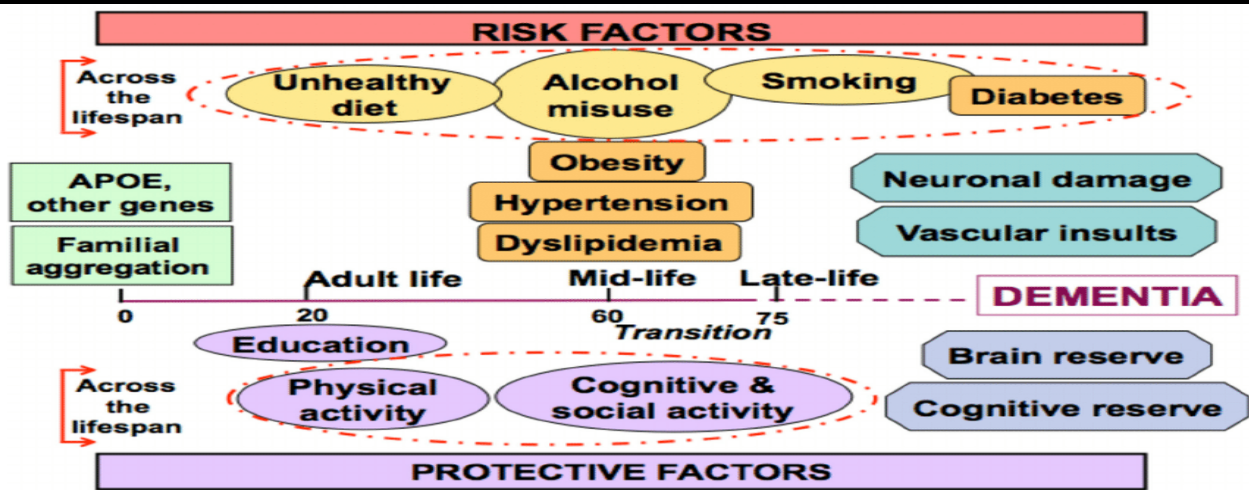 RISK FACTORS
Across
the
lifespan
Unhealthy
diet
Alcohol
misuse
Smoking
Diabetes
Obesity
Hypertension
Dyslipidemia
APOE,
other genes
Familial
aggregation
Neuronal damage
Vascular insults
Adult life
Mid-life
Late-life
DEMENTIA
0
20
60
75
Transition
Education
Across
the
lifespan
Physical
activity
Cognitive &
social activity
Brain reserve
Cognitive reserve
PROTECTIVE FACTORS